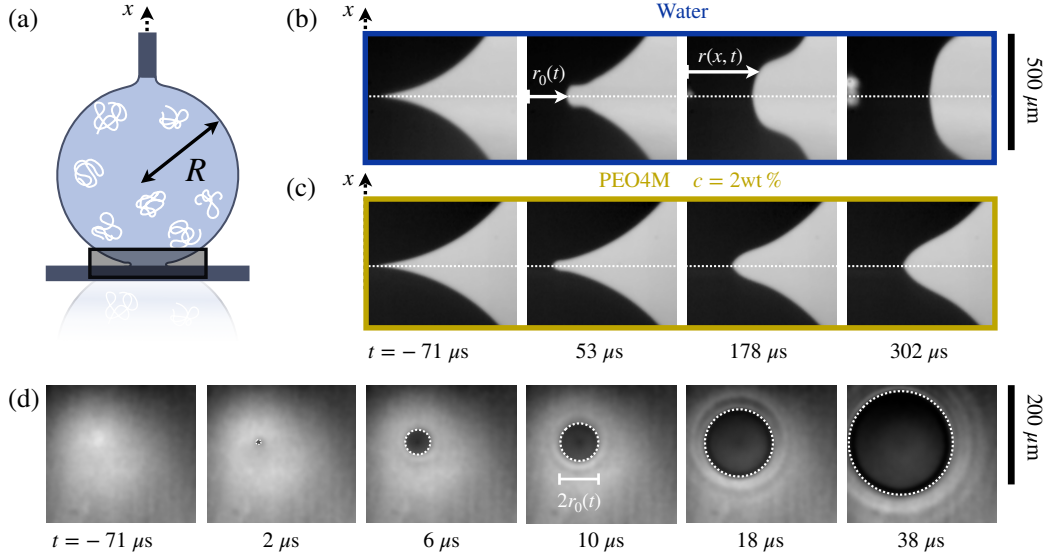 (a)
x
R
(b)
Water
x
r₀(t)
r(x, t)
500 μm
(c)
PEO4M c = 2wt %
x
t = − 71 μs
53 μs
178 μs
302 μs
(d)
2r₀(t)
200 μm
t = − 71 μs
2 μs
6 μs
10 μs
18 μs
38 μs